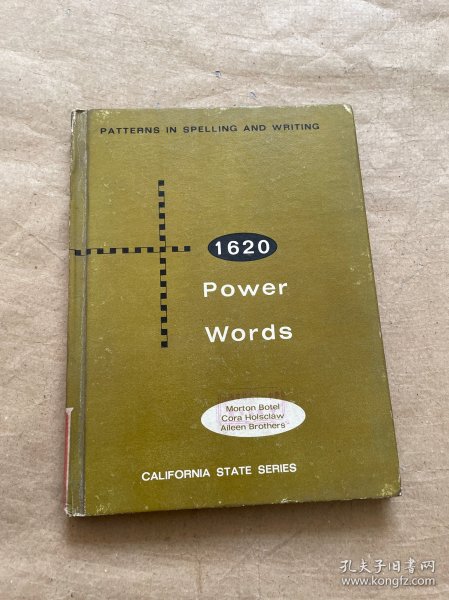 PATTERNS IN SPELLING AND WRITING
1620
Power
Words
Morton Botel
Cora Holsclaw
Aileen Brothers
CALIFORNIA STATE SERIES
孔夫子旧书网
www.kongfz.com